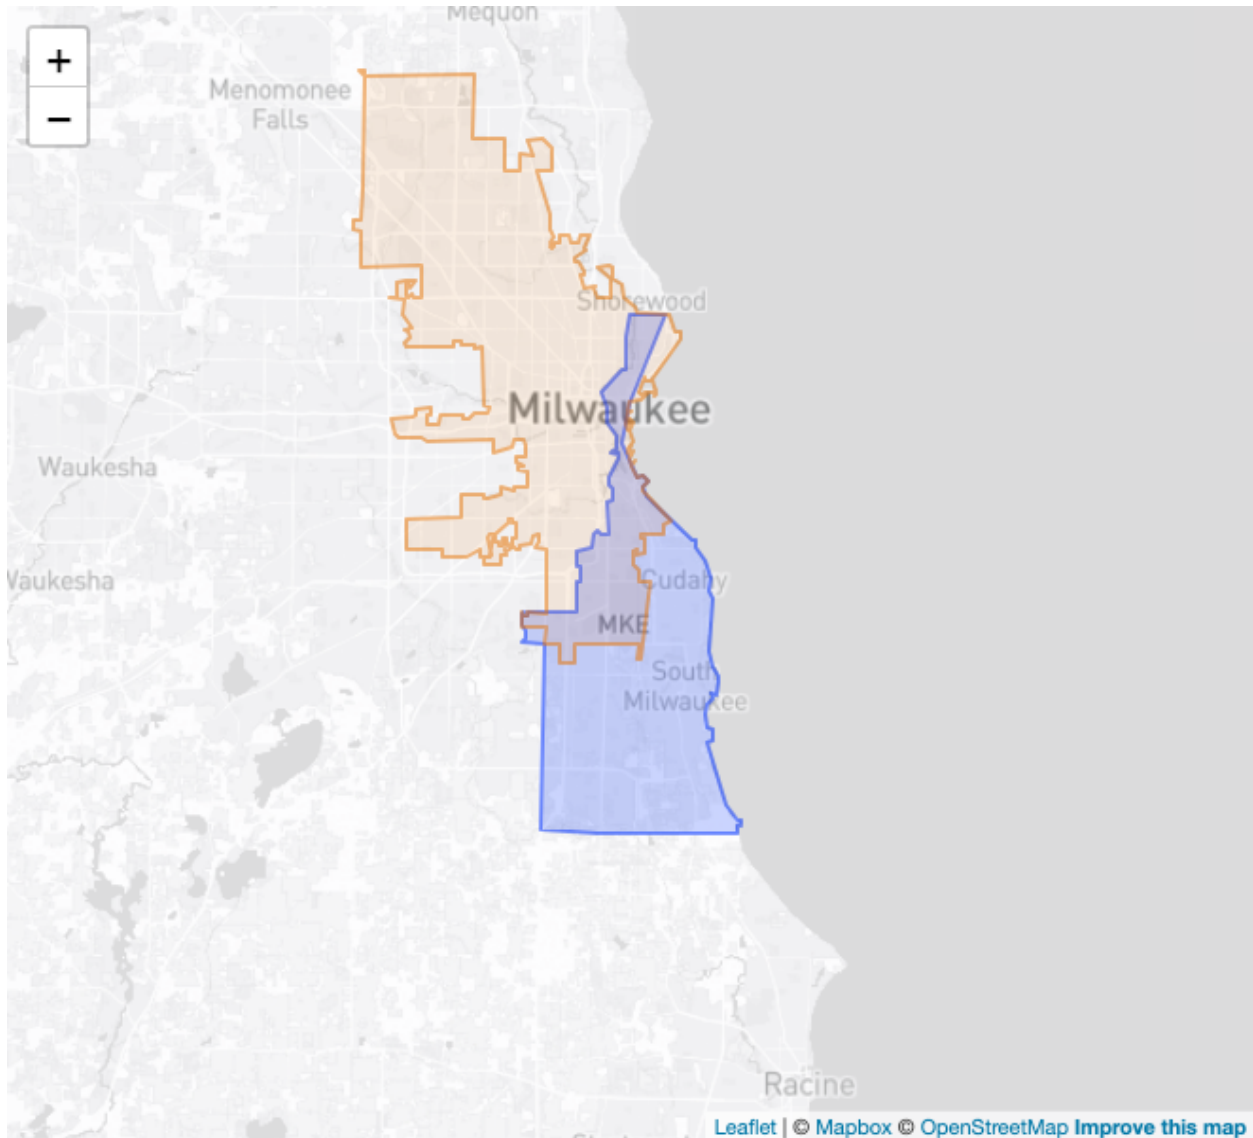 Mequon
+
−
Menomonee
Falls
Shorewood
Milwaukee
Waukesha
Waukesha
Cudahy
MKE
South
Milwaukee
Racine
Leaflet | © Mapbox © OpenStreetMap Improve this map